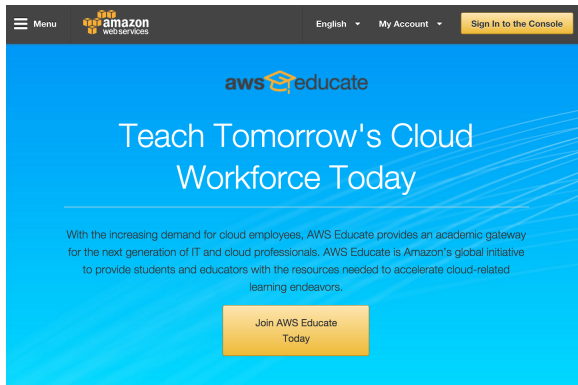 Menu
amazon
webservices
English
My Account
Sign In to the Console
aws educate
Teach Tomorrow's Cloud
Workforce Today
With the increasing demand for cloud employees, AWS Educate provides an academic gateway
for the next generation of IT and cloud professionals. AWS Educate is Amazon's global initiative
to provide students and educators with the resources needed to accelerate cloud-related
learning endeavors.
Join AWS Educate
Today